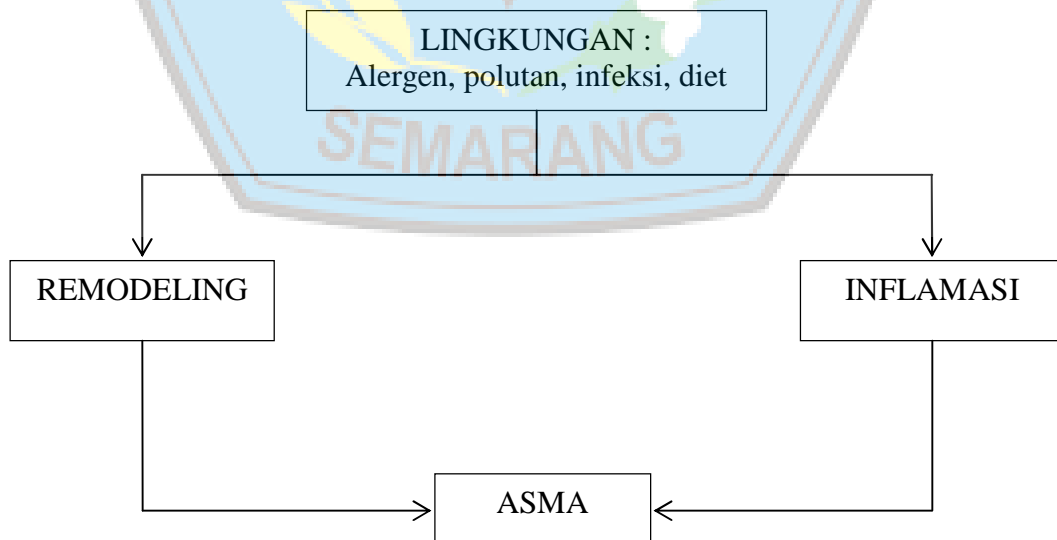 LINGKUNGAN :
Alergen, polutan, infeksi, diet
SEMARANG
REMODELING
INFLAMASI
ASMA